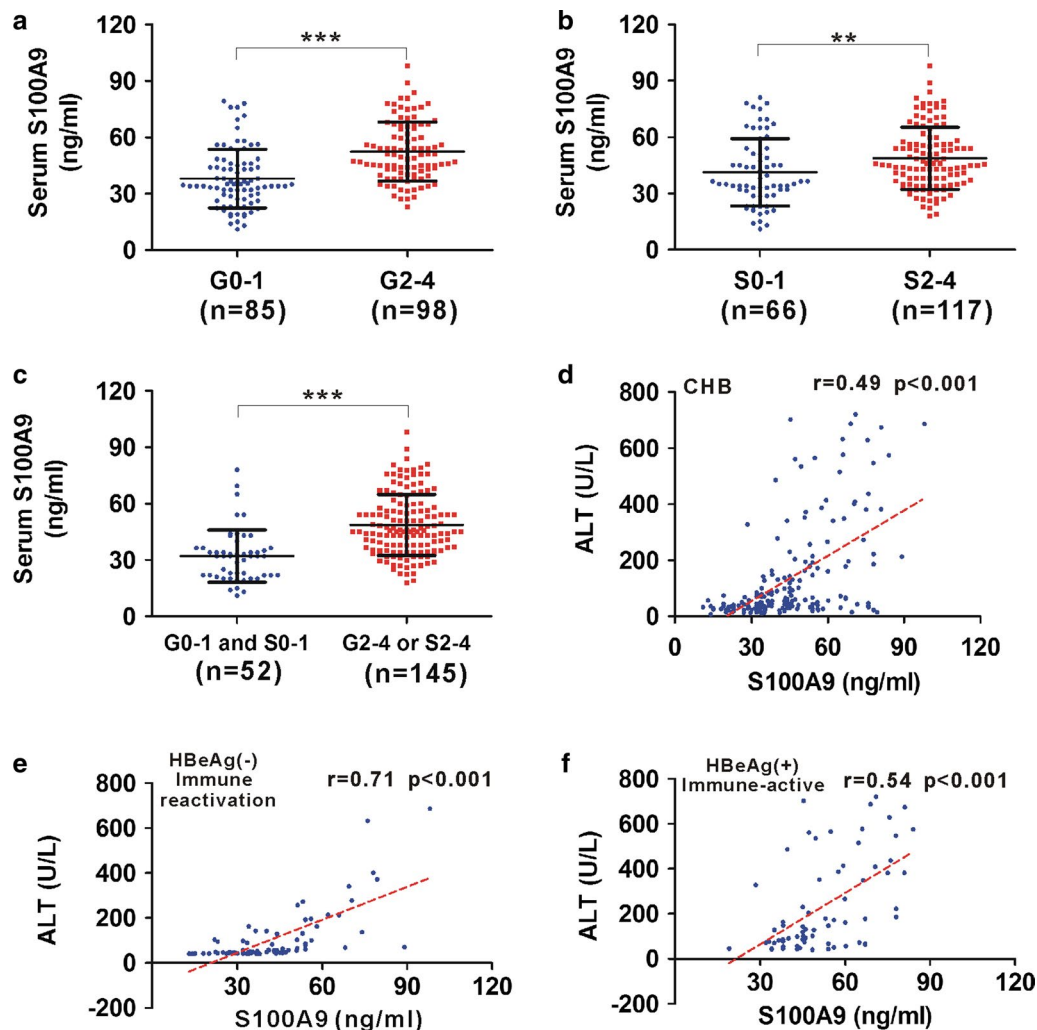 a
Serum S100A9
(ng/ml)
120
90
60
30
0
***
G0-1
(n=85)
G2-4
(n=98)
b
Serum S100A9
(ng/ml)
120
90
60
30
0
**
S0-1
(n=66)
S2-4
(n=117)
c
Serum S100A9
(ng/ml)
120
90
60
30
0
***
G0-1 and S0-1
(n=52)
G2-4 or S2-4
(n=145)
d
CHB
r=0.49 p<0.001
ALT (U/L)
800
600
400
200
0
0 30 60 90 120
S100A9 (ng/ml)
e
HBeAg(-)
Immune
reactivation
r=0.71 p<0.001
ALT (U/L)
800
600
400
200
0
-200
30 60 90 120
S100A9 (ng/ml)
f
HBeAg(+)
Immune-active
r=0.54 p<0.001
ALT (U/L)
800
600
400
200
0
-200
30 60 90 120
S100A9 (ng/ml)